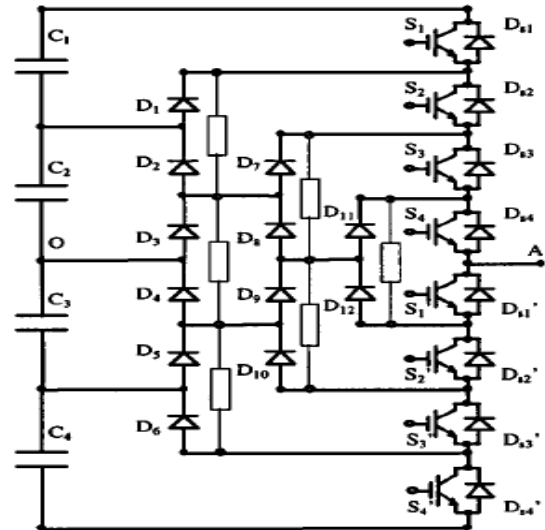 C1
C2
O
C3
C4
D1
D2
D3
D4
D5
D6
D7
D8
D9
D10
D11
D12
S1
S2
S3
S4
S1'
S2'
S3'
S4'
Ds1
Ds2
Ds3
Ds4
Ds1'
Ds2'
Ds3'
Ds4'
A